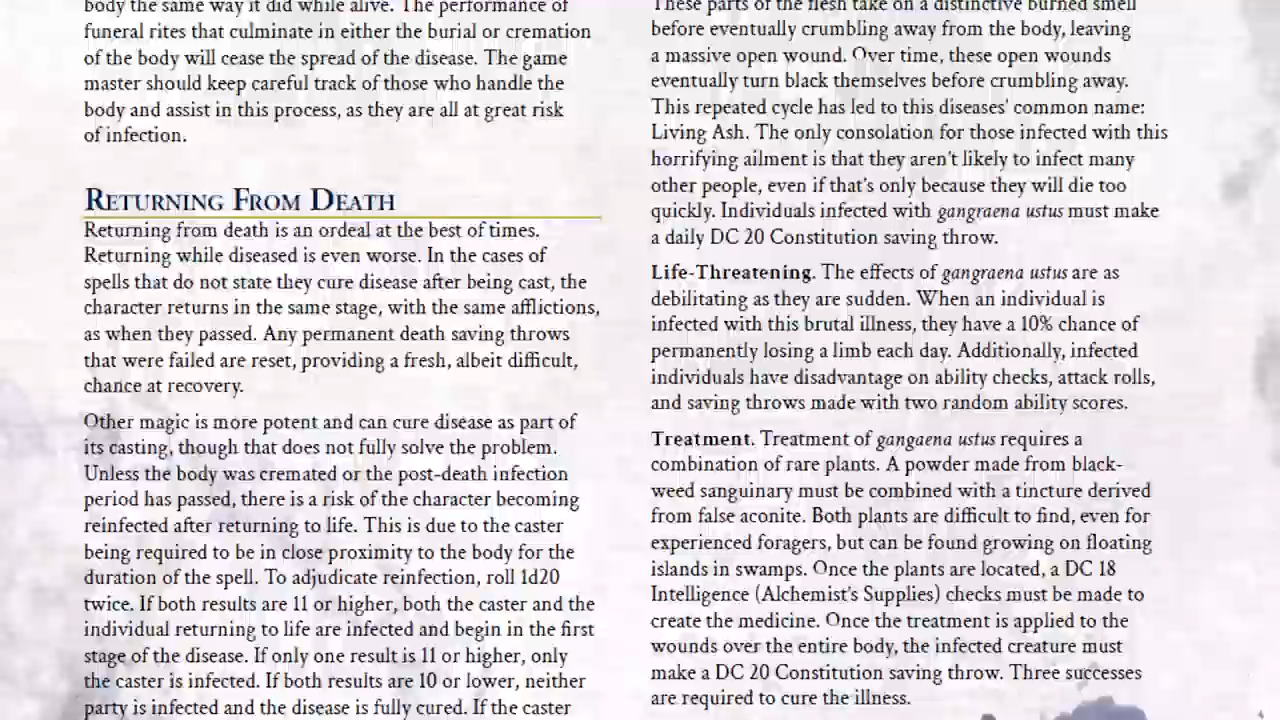 body the same way it did while alive. The performance of
funeral rites that culminate in either the burial or cremation
of the body will cease the spread of the disease. The game
master should keep careful track of those who handle the
body and assist in this process, as they are all at great risk
of infection.
Returning From Death
Returning from death is an ordeal at the best of times.
Returning while diseased is even worse. In the cases of
spells that do not state they cure disease after being cast, the
character returns in the same stage, with the same afflictions,
as when they passed. Any permanent death saving throws
that were failed are reset, providing a fresh, albeit difficult,
chance at recovery.
Other magic is more potent and can cure disease as part of
its casting, though that does not fully solve the problem.
Unless the body was cremated or the post-death infection
period has passed, there is a risk of the character becoming
reinfected after returning to life. This is due to the caster
being required to be in close proximity to the body for the
duration of the spell. To adjudicate reinfection, roll 1d20
twice. If both results are 11 or higher, both the caster and the
individual returning to life are infected and begin in the first
stage of the disease. If only one result is 11 or higher, only
the caster is infected. If both results are 10 or lower, neither
party is infected and the disease is fully cured. If the caster
These parts of the flesh take on a distinctive burned smell
before eventually crumbling away from the body, leaving
a massive open wound. Over time, these open wounds
eventually turn black themselves before crumbling away.
This repeated cycle has led to this diseases' common name:
Living Ash. The only consolation for those infected with this
horrifying ailment is that they aren't likely to infect many
other people, even if that's only because they will die too
quickly. Individuals infected with gangraena ustus must make
a daily DC 20 Constitution saving throw.
Life-Threatening. The effects of gangraena ustus are as
debilitating as they are sudden. When an individual is
infected with this brutal illness, they have a 10% chance of
permanently losing a limb each day. Additionally, infected
individuals have disadvantage on ability checks, attack rolls,
and saving throws made with two random ability scores.
Treatment. Treatment of gangaena ustus requires a
combination of rare plants. A powder made from black-
weed sanguinary must be combined with a tincture derived
from false aconite. Both plants are difficult to find, even for
experienced foragers, but can be found growing on floating
islands in swamps. Once the plants are located, a DC 18
Intelligence (Alchemist's Supplies) checks must be made to
create the medicine. Once the treatment is applied to the
wounds over the entire body, the infected creature must
make a DC 20 Constitution saving throw. Three successes
are required to cure the illness.